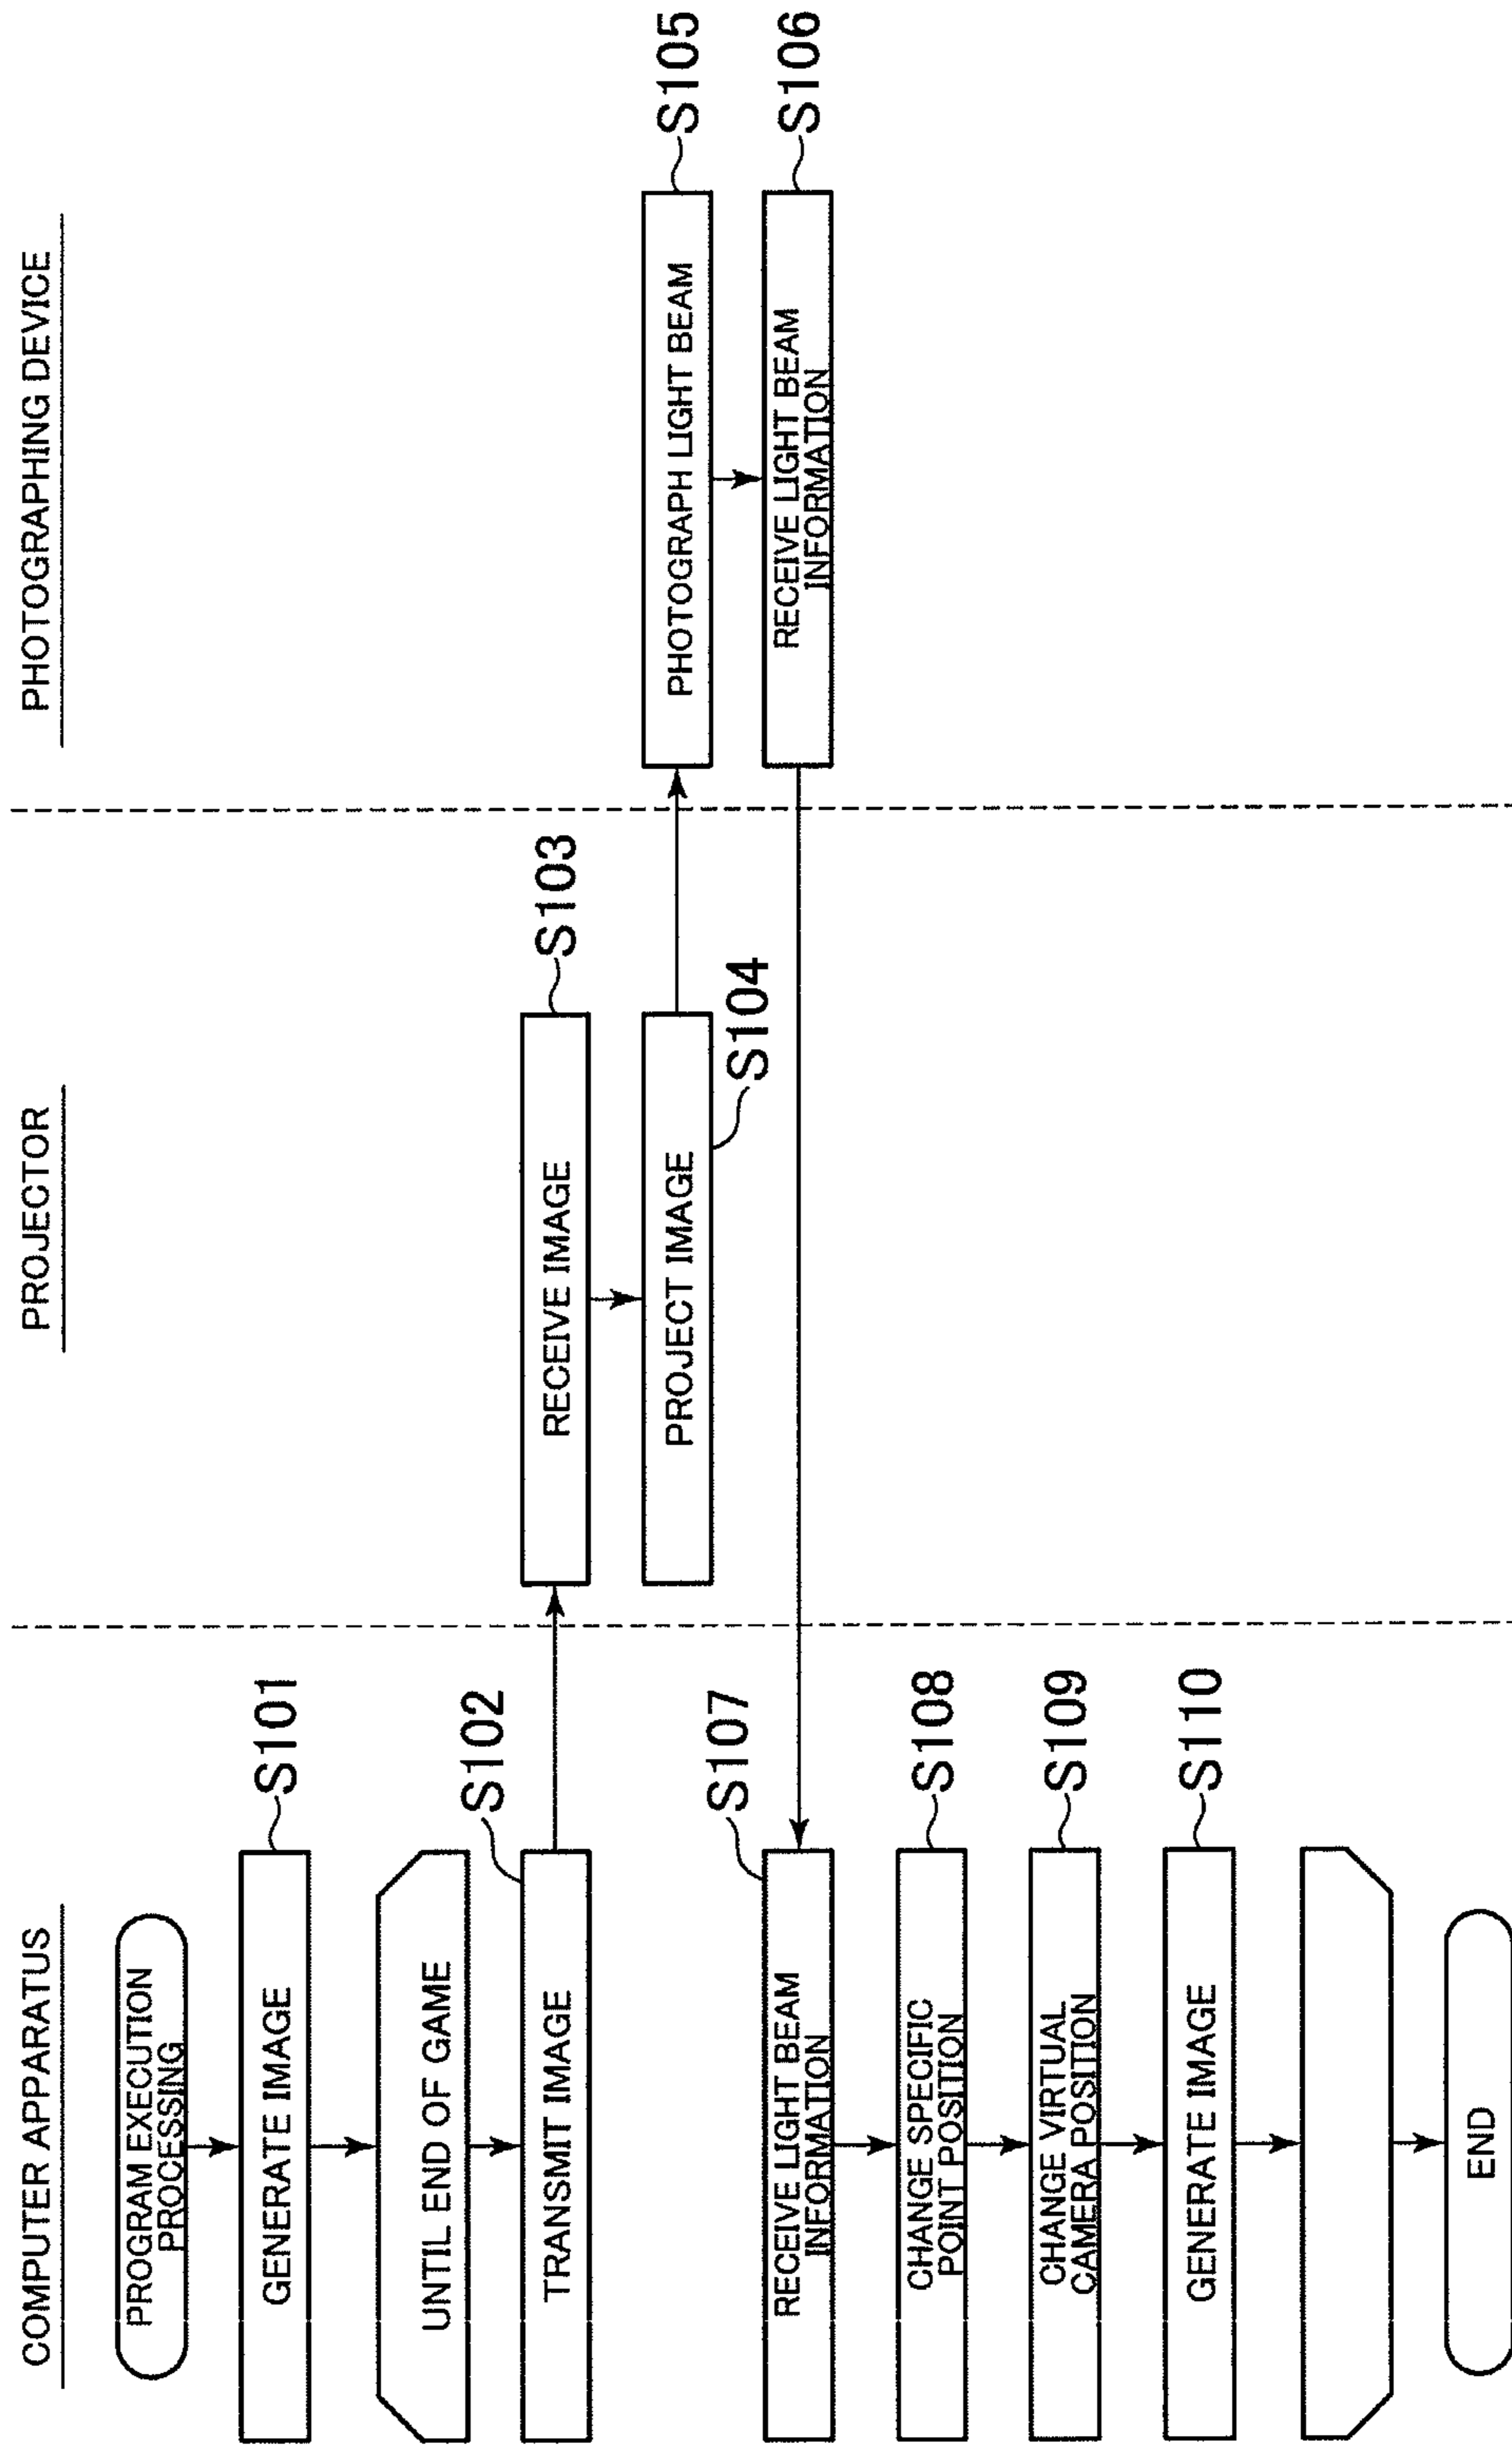 COMPUTER APPARATUS
PROJECTOR
PHOTOGRAPHING DEVICE
PROGRAM EXECUTION
PROCESSING
GENERATE IMAGE
S101
UNTIL END OF GAME
S102
TRANSMIT IMAGE
RECEIVE IMAGE
S103
PROJECT IMAGE
S104
PHOTOGRAPH LIGHT BEAM
S105
RECEIVE LIGHT BEAM
INFORMATION
S106
S107
RECEIVE LIGHT BEAM
INFORMATION
CHANGE SPECIFIC
POINT POSITION
S108
CHANGE VIRTUAL
CAMERA POSITION
S109
GENERATE IMAGE
S110
END